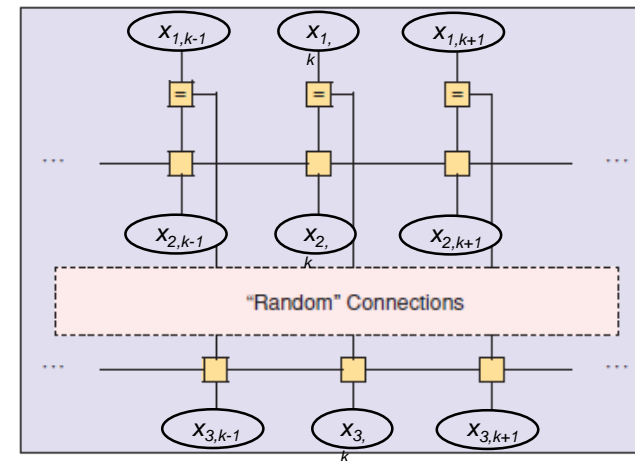 x1,k-1 x1,k x1,k+1
= = =
... ...
x2,k-1 x2,k x2,k+1
“Random” Connections
... ...
x3,k-1 x3,k x3,k+1